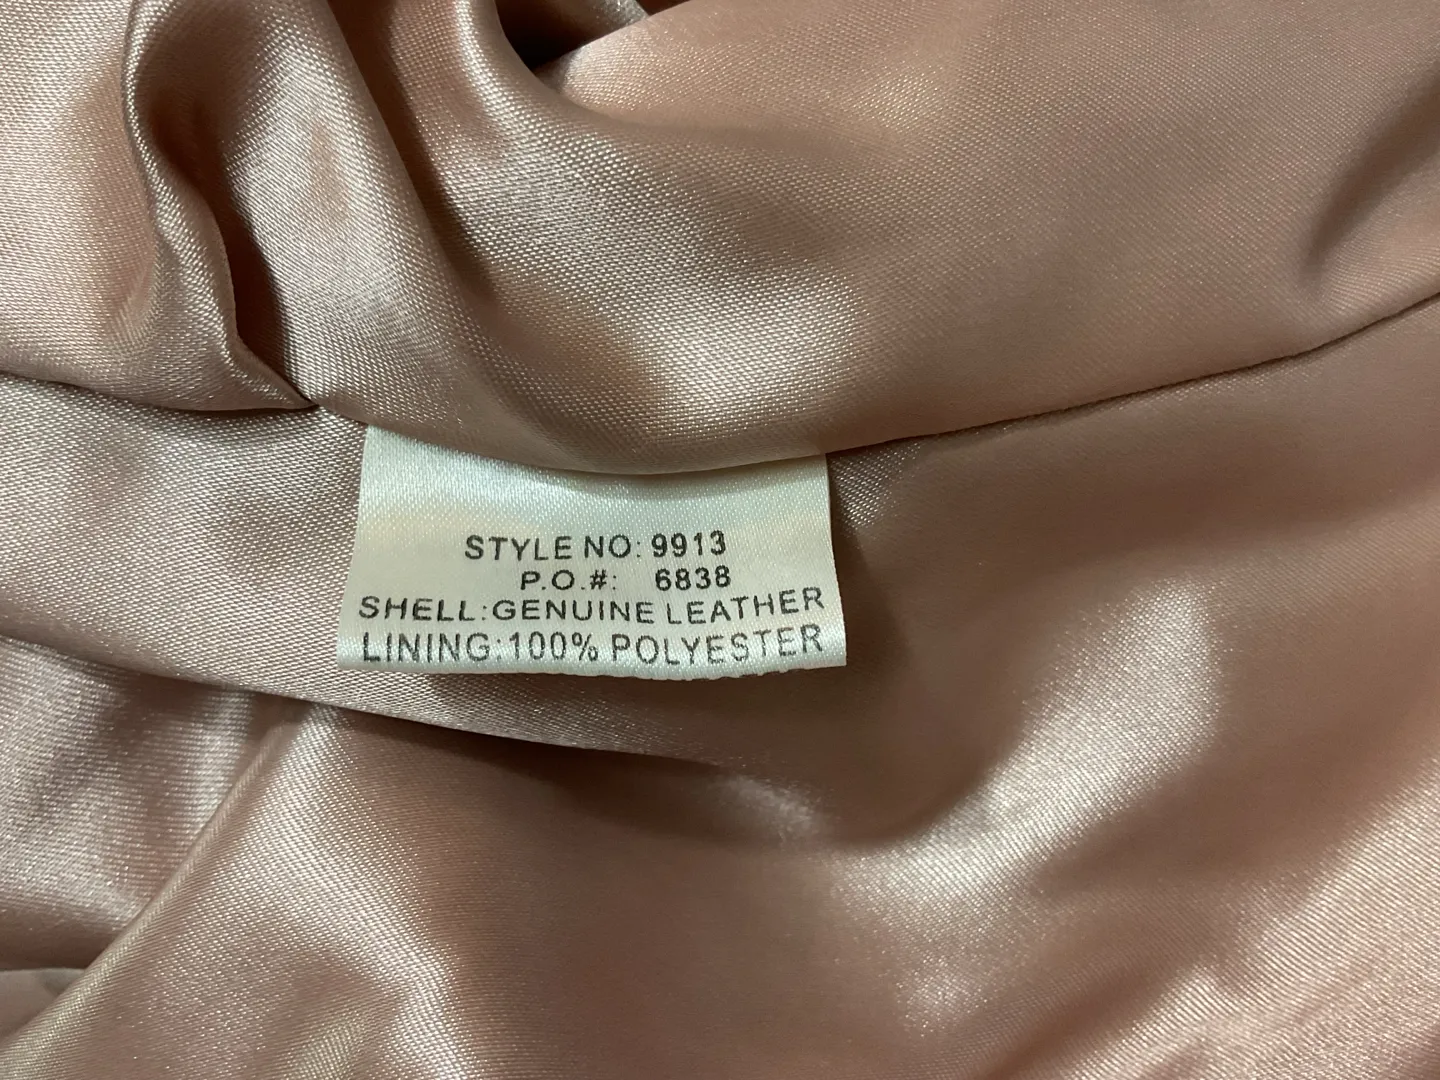 STYLE NO: 9913
P.O.#: 6838
SHELL:GENUINE LEATHER
LINING:100% POLYESTER